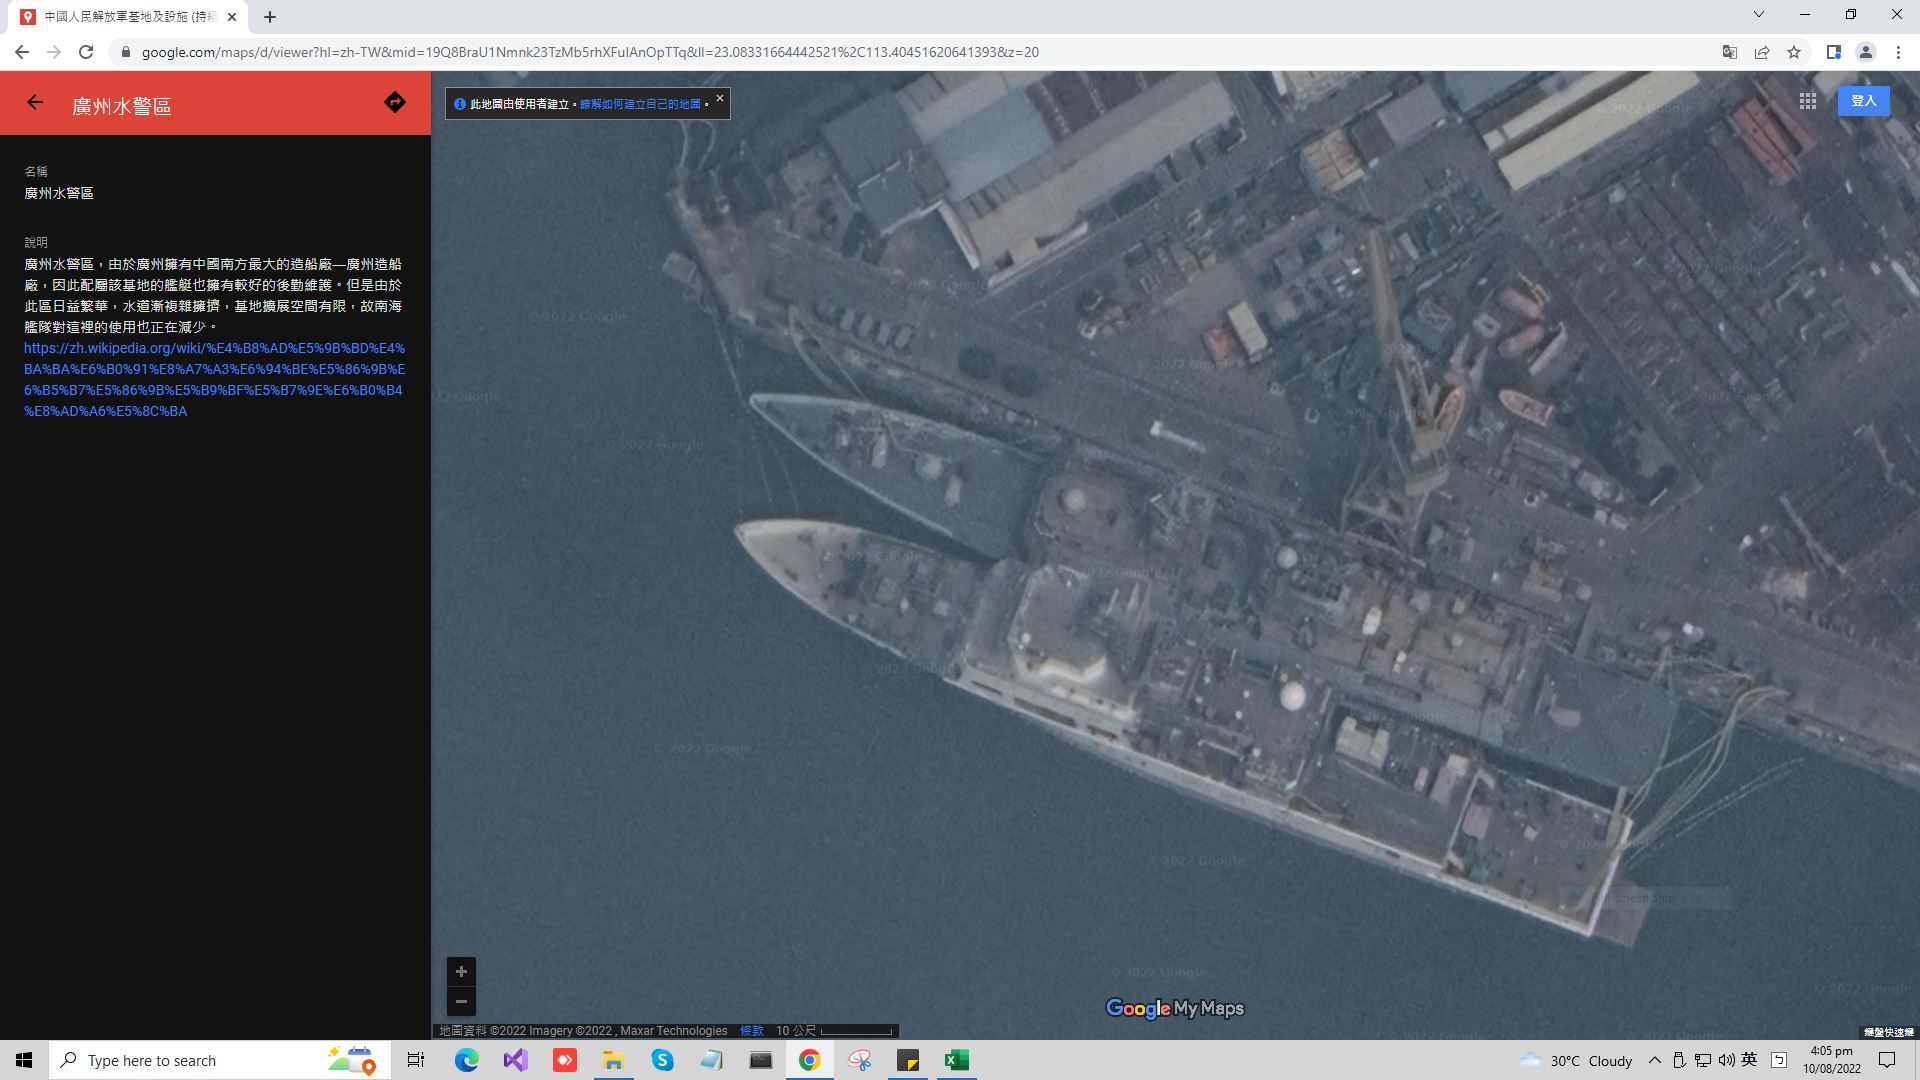 中國人民解放軍基地及設施 (持續
google.com/maps/d/viewer?hl=zh-TW&mid=19Q8BraU1Nmnk23TzMb5rhXFulAnOpTTq&ll=23.08331664442521%2C113.40451620641393&z=20
廣州水警區
此地圖由使用者建立。瞭解如何建立自己的地圖。
登入
名稱
廣州水警區
說明
廣州水警區，由於廣州擁有中國南方最大的造船廠—廣州造船
廠，因此配屬該基地的艦艇也擁有較好的後勤維護。但是由於
此區日益繁華，水道漸複雜擁擠，基地擴展空間有限，故南海
艦隊對這裡的使用也正在減少。
https://zh.wikipedia.org/wiki/%E4%B8%AD%E5%9B%BD%E4%
BA%BA%E6%B0%91%E8%A7%A3%E6%94%BE%E5%86%9B%E
6%B5%B7%E5%86%9B%E5%B9%BF%E5%B7%9E%E6%B0%B4
%E8%AD%A6%E5%8C%BA
© 2022 Google
Full-screen Snip
Google My Maps
地圖資料 ©2022 Imagery ©2022 , Maxar Technologies 條款 10 公尺
鍵盤快速鍵
Type here to search
30°C Cloudy
英
4:05 pm
10/08/2022